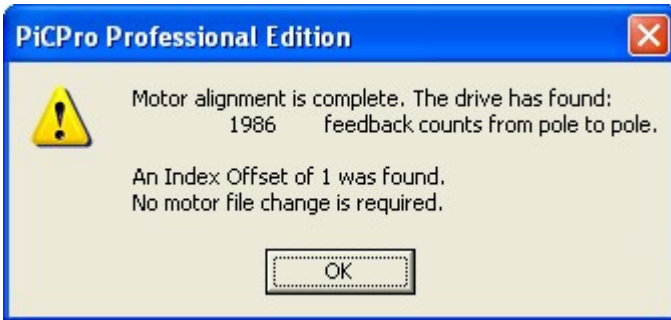 PiCPro Professional Edition
Motor alignment is complete. The drive has found:
1986 feedback counts from pole to pole.
An Index Offset of 1 was found.
No motor file change is required.
OK